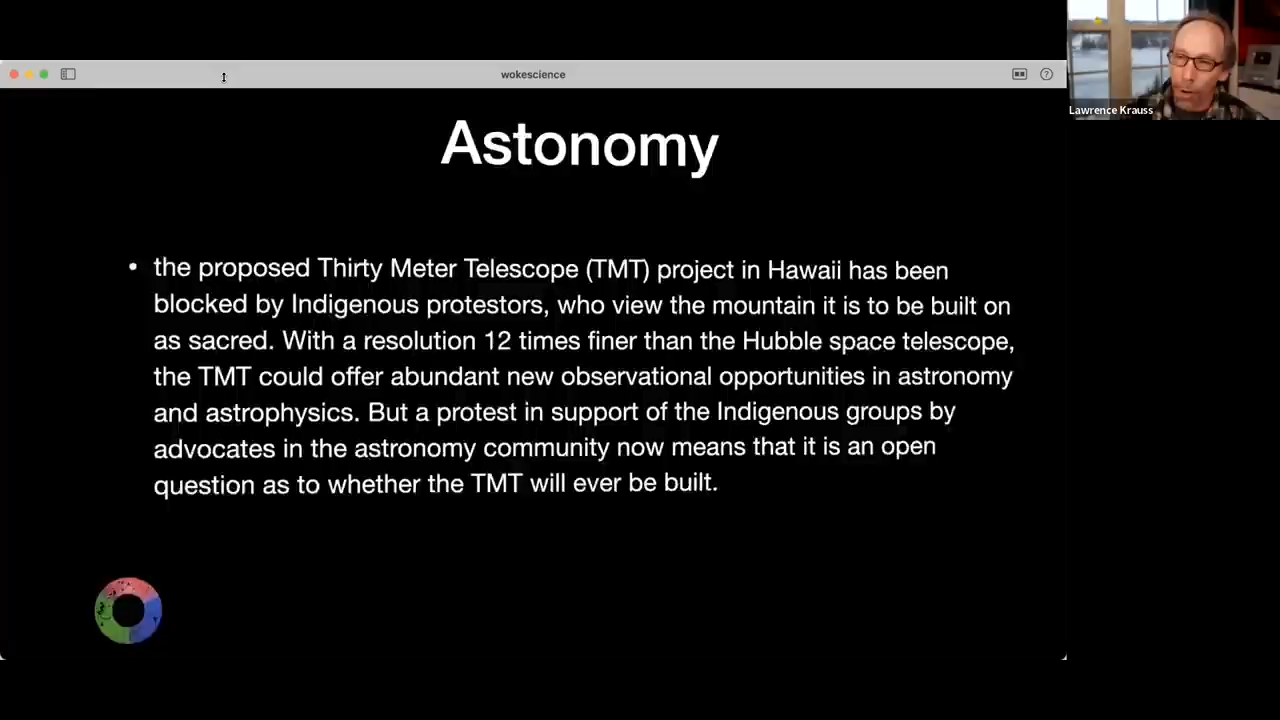 wokescience
Lawrence Krauss
Astonomy
• the proposed Thirty Meter Telescope (TMT) project in Hawaii has been
blocked by Indigenous protestors, who view the mountain it is to be built on
as sacred. With a resolution 12 times finer than the Hubble space telescope,
the TMT could offer abundant new observational opportunities in astronomy
and astrophysics. But a protest in support of the Indigenous groups by
advocates in the astronomy community now means that it is an open
question as to whether the TMT will ever be built.